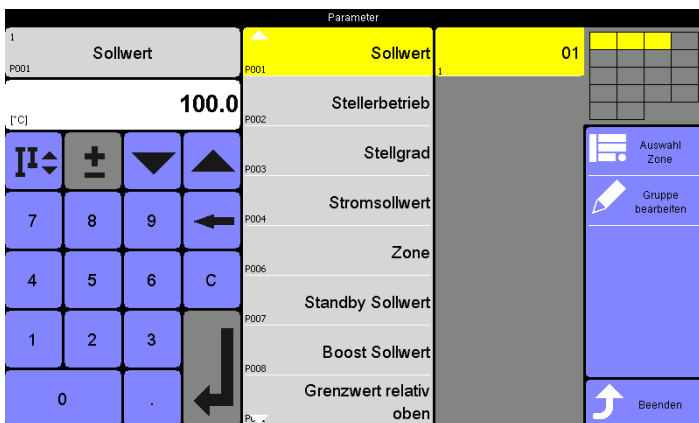 Parameter
1
Sollwert
P001
100.0
[°C]
7
8
9
4
5
6
C
1
2
3
0
.
Sollwert
P001
Stellerbetrieb
P002
Stellgrad
P003
Stromsollwert
P004
Zone
P006
Standby Sollwert
P007
Boost Sollwert
P008
Grenzwert relativ
oben
01
1
Auswahl
Zone
Gruppe
bearbeiten
Beenden